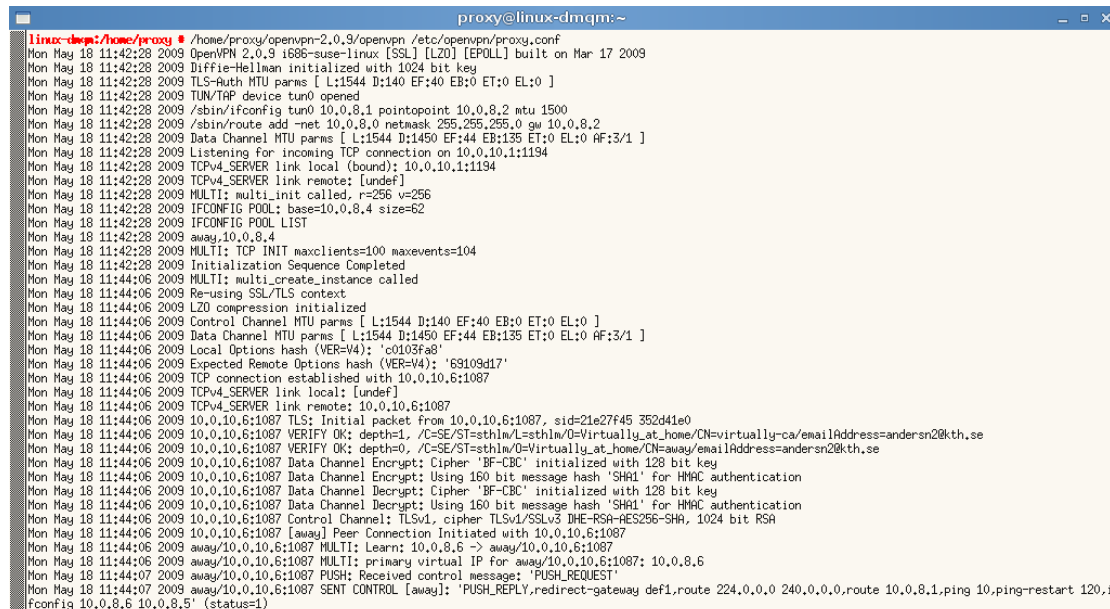 proxy@linux-dmqm:~
linux-dmqm:/home/proxy # /home/proxy/openvpn-2.0.9/openvpn /etc/openvpn/proxy.conf
Mon May 18 11:42:28 2009 OpenVPN 2.0.9 i686-suse-linux [SSL] [LZO] [EPOLL] built on Mar 17 2009
Mon May 18 11:42:28 2009 Diffie-Hellman initialized with 1024 bit key
Mon May 18 11:42:28 2009 TLS-Auth MTU parms [ L:1544 D:140 EF:40 EB:0 ET:0 EL:0 ]
Mon May 18 11:42:28 2009 TUN/TAP device tun0 opened
Mon May 18 11:42:28 2009 /sbin/ifconfig tun0 10.0.8.1 pointopoint 10.0.8.2 mtu 1500
Mon May 18 11:42:28 2009 /sbin/route add -net 10.0.8.0 netmask 255.255.255.0 gw 10.0.8.2
Mon May 18 11:42:28 2009 Data Channel MTU parms [ L:1544 D:1450 EF:44 EB:135 ET:0 EL:0 AF:3/1 ]
Mon May 18 11:42:28 2009 Listening for incoming TCP connection on 10.0.10.1:1194
Mon May 18 11:42:28 2009 TCPv4_SERVER link local (bound): 10.0.10.1:1194
Mon May 18 11:42:28 2009 TCPv4_SERVER link remote: [undef]
Mon May 18 11:42:28 2009 MULTI: multi_init called, r=256 v=256
Mon May 18 11:42:28 2009 IFCONFIG POOL: base=10.0.8.4 size=62
Mon May 18 11:42:28 2009 IFCONFIG POOL LIST
Mon May 18 11:42:28 2009 away,10.0.8.4
Mon May 18 11:42:28 2009 MULTI: TCP INIT maxclients=100 maxevents=104
Mon May 18 11:42:28 2009 Initialization Sequence Completed
Mon May 18 11:44:06 2009 MULTI: multi_create_instance called
Mon May 18 11:44:06 2009 Re-using SSL/TLS context
Mon May 18 11:44:06 2009 LZO compression initialized
Mon May 18 11:44:06 2009 Control Channel MTU parms [ L:1544 D:140 EF:40 EB:0 ET:0 EL:0 ]
Mon May 18 11:44:06 2009 Data Channel MTU parms [ L:1544 D:1450 EF:44 EB:135 ET:0 EL:0 AF:3/1 ]
Mon May 18 11:44:06 2009 Local Options hash (VER=V4): 'c0103fa8'
Mon May 18 11:44:06 2009 Expected Remote Options hash (VER=V4): '69109d17'
Mon May 18 11:44:06 2009 TCP connection established with 10.0.10.6:1087
Mon May 18 11:44:06 2009 TCPv4_SERVER link local: [undef]
Mon May 18 11:44:06 2009 TCPv4_SERVER link remote: 10.0.10.6:1087
Mon May 18 11:44:06 2009 10.0.10.6:1087 TLS: Initial packet from 10.0.10.6:1087, sid=21e27f45 352d41e0
Mon May 18 11:44:06 2009 10.0.10.6:1087 VERIFY OK: depth=1, /C=SE/ST=sthlm/L=sthlm/O=Virtually_at_home/CN=virtually-ca/emailAddress=andersn2@kth.se
Mon May 18 11:44:06 2009 10.0.10.6:1087 VERIFY OK: depth=0, /C=SE/ST=sthlm/O=Virtually_at_home/CN=away/emailAddress=andersn2@kth.se
Mon May 18 11:44:06 2009 10.0.10.6:1087 Data Channel Encrypt: Cipher 'BF-CBC' initialized with 128 bit key
Mon May 18 11:44:06 2009 10.0.10.6:1087 Data Channel Encrypt: Using 160 bit message hash 'SHA1' for HMAC authentication
Mon May 18 11:44:06 2009 10.0.10.6:1087 Data Channel Decrypt: Cipher 'BF-CBC' initialized with 128 bit key
Mon May 18 11:44:06 2009 10.0.10.6:1087 Data Channel Decrypt: Using 160 bit message hash 'SHA1' for HMAC authentication
Mon May 18 11:44:06 2009 10.0.10.6:1087 Control Channel: TLSv1, cipher TLSv1/SSLv3 DHE-RSA-AES256-SHA, 1024 bit RSA
Mon May 18 11:44:06 2009 10.0.10.6:1087 [away] Peer Connection Initiated with 10.0.10.6:1087
Mon May 18 11:44:06 2009 away/10.0.10.6:1087 MULTI: Learn: 10.0.8.6 -> away/10.0.10.6:1087
Mon May 18 11:44:06 2009 away/10.0.10.6:1087 MULTI: primary virtual IP for away/10.0.10.6:1087: 10.0.8.6
Mon May 18 11:44:07 2009 away/10.0.10.6:1087 PUSH: Received control message: 'PUSH_REQUEST'
Mon May 18 11:44:07 2009 away/10.0.10.6:1087 SENT CONTROL [away]: 'PUSH_REPLY,redirect-gateway def1,route 224.0.0.0 240.0.0.0,route 10.0.8.1,ping 10,ping-restart 120,i
fconfig 10.0.8.6 10.0.8.5' (status=1)